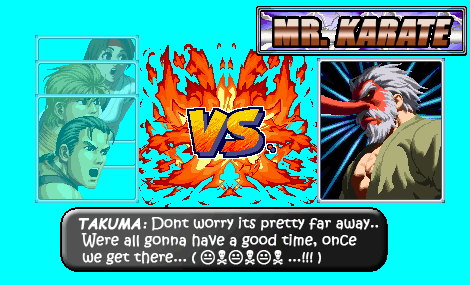 MR. KARATE
VS
TAKUMA: Dont worry its pretty far away..
Were all gonna have a good time, once
we get there... ( 😐☠😐☠😐☠ ...!!! )